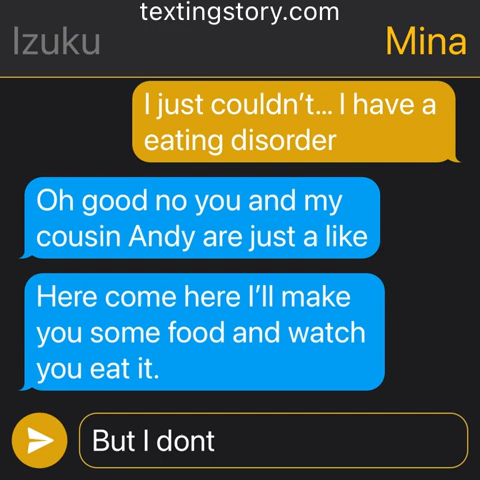 textingstory.com
Izuku Mina
I just couldn't... I have a
eating disorder
Oh good no you and my
cousin Andy are just a like
Here come here I'll make
you some food and watch
you eat it.
But I dont